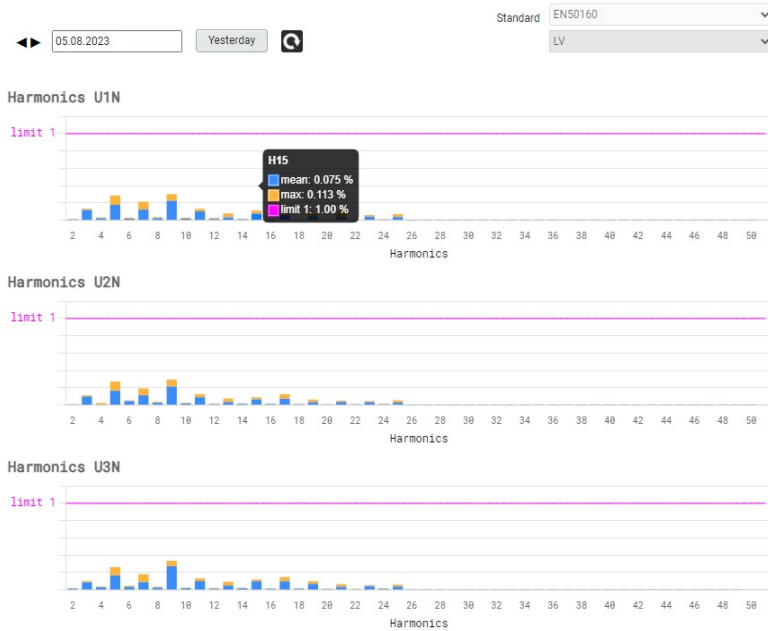 Standard EN50160
05.08.2023 Yesterday LV
Harmonics U1N
limit 1
H15
mean: 0.075 %
max: 0.113 %
limit 1: 1.00 %
2 4 6 8 10 12 14 16 18 20 22 24 26 28 30 32 34 36 38 40 42 44 46 48 50
Harmonics
Harmonics U2N
limit 1
2 4 6 8 10 12 14 16 18 20 22 24 26 28 30 32 34 36 38 40 42 44 46 48 50
Harmonics
Harmonics U3N
limit 1
2 4 6 8 10 12 14 16 18 20 22 24 26 28 30 32 34 36 38 40 42 44 46 48 50
Harmonics